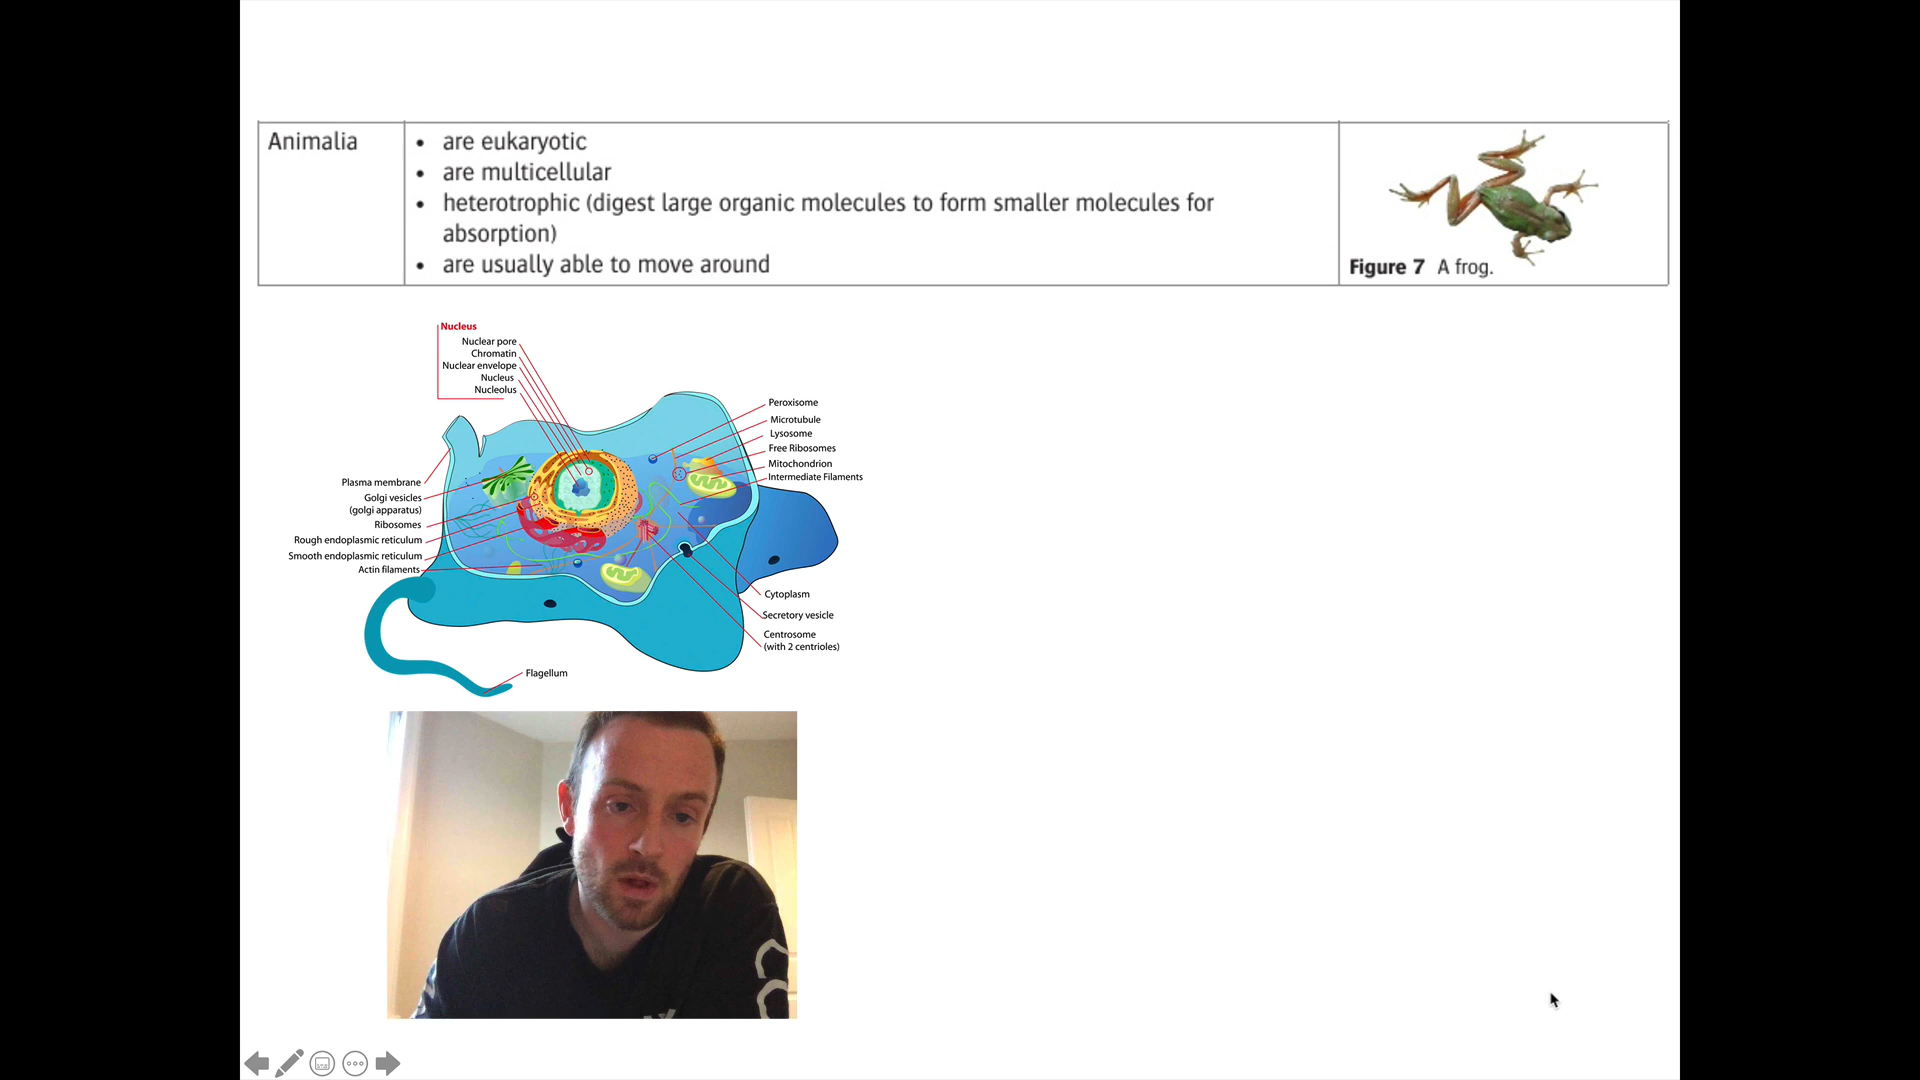 Animalia
• are eukaryotic
• are multicellular
• heterotrophic (digest large organic molecules to form smaller molecules for
absorption)
• are usually able to move around
Figure 7 A frog.
Nucleus
Nuclear pore
Chromatin
Nuclear envelope
Nucleus
Nucleolus
Plasma membrane
Golgi vesicles
(golgi apparatus)
Ribosomes
Rough endoplasmic reticulum
Smooth endoplasmic reticulum
Actin filaments
Peroxisome
Microtubule
Lysosome
Free Ribosomes
Mitochondrion
Intermediate Filaments
Cytoplasm
Secretory vesicle
Centrosome
(with 2 centrioles)
Flagellum